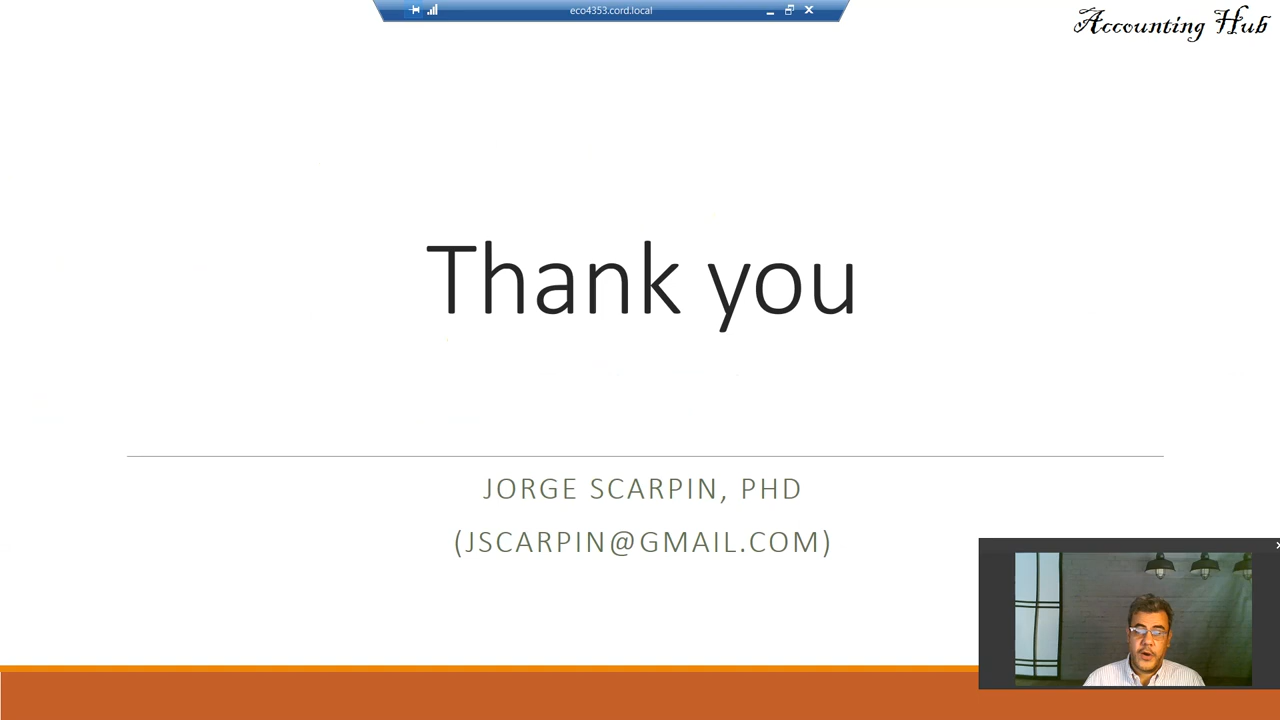 eco4353.cord.local
Accounting Hub
Thank you
JORGE SCARPIN, PHD
(JSCARPIN@GMAIL.COM)